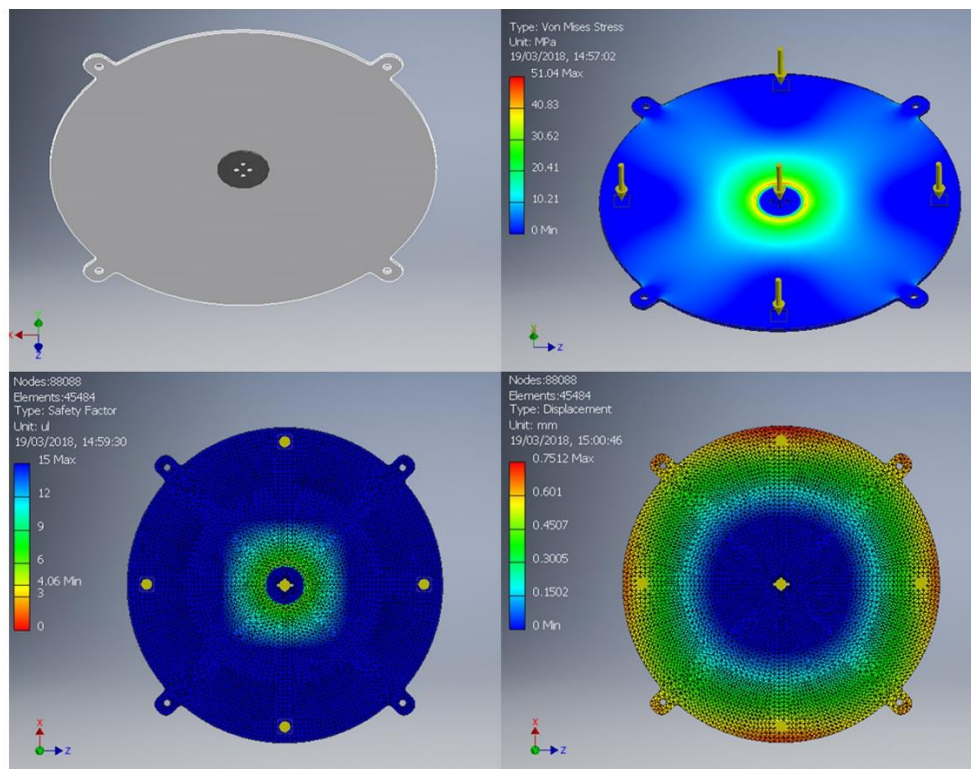 X
Z
Type: Von Mises Stress
Unit: MPa
19/03/2018, 14:57:02
51.04 Max
40.83
30.62
20.41
10.21
0 Min
Z
Nodes:88088
Elements:45484
Type: Safety Factor
Unit: ul
19/03/2018, 14:59:30
15 Max
12
9
6
4.06 Min
3
0
X
Z
Nodes:88088
Elements:45484
Type: Displacement
Unit: mm
19/03/2018, 15:00:46
0.7512 Max
0.601
0.4507
0.3005
0.1502
0 Min
X
Z